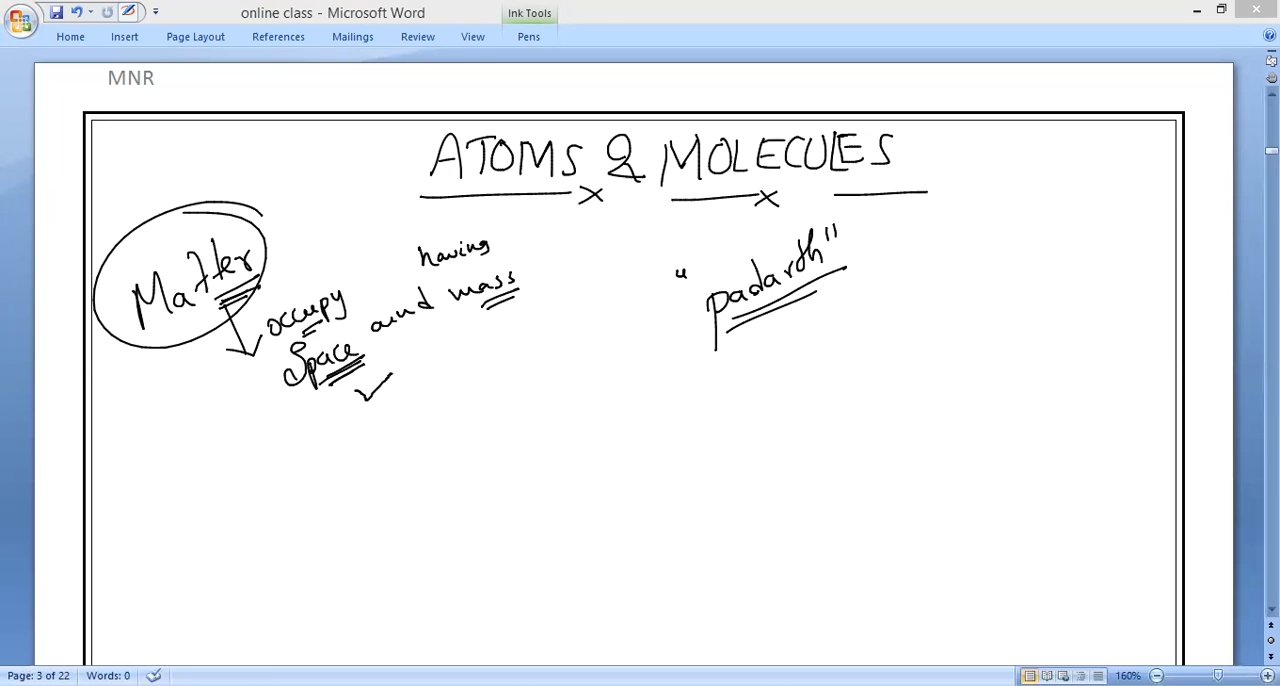 online class - Microsoft Word
Ink Tools
Home Insert Page Layout References Mailings Review View Pens
MNR
ATOMS & MOLECULES
Matter
occupy
Space
having
aund mass
"padarth"
Page: 3 of 22 Words: 0
160%